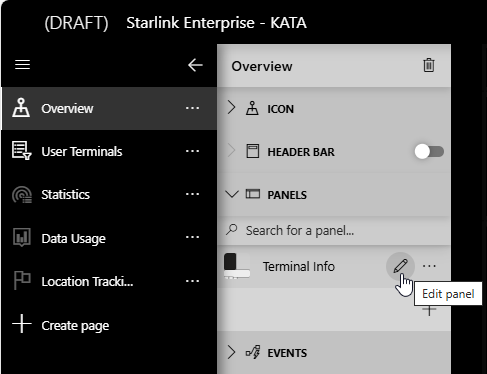 (DRAFT) Starlink Enterprise - KATA
Overview
Overview
ICON
User Terminals
HEADER BAR
Statistics
PANELS
Data Usage
Search for a panel...
Location Tracki...
Terminal Info
Edit panel
Create page
EVENTS